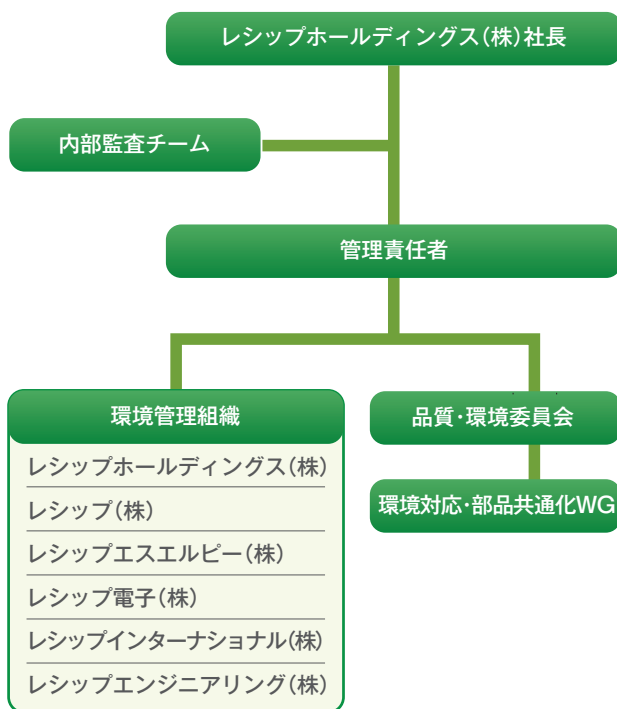 レシップホールディングス(株)社長
内部監査チーム
管理責任者
環境管理組織
レシップホールディングス(株)
レシップ(株)
レシップエスエルピー(株)
レシップ電子(株)
レシップインターナショナル(株)
レシップエンジニアリング(株)
品質・環境委員会
環境対応・部品共通化WG